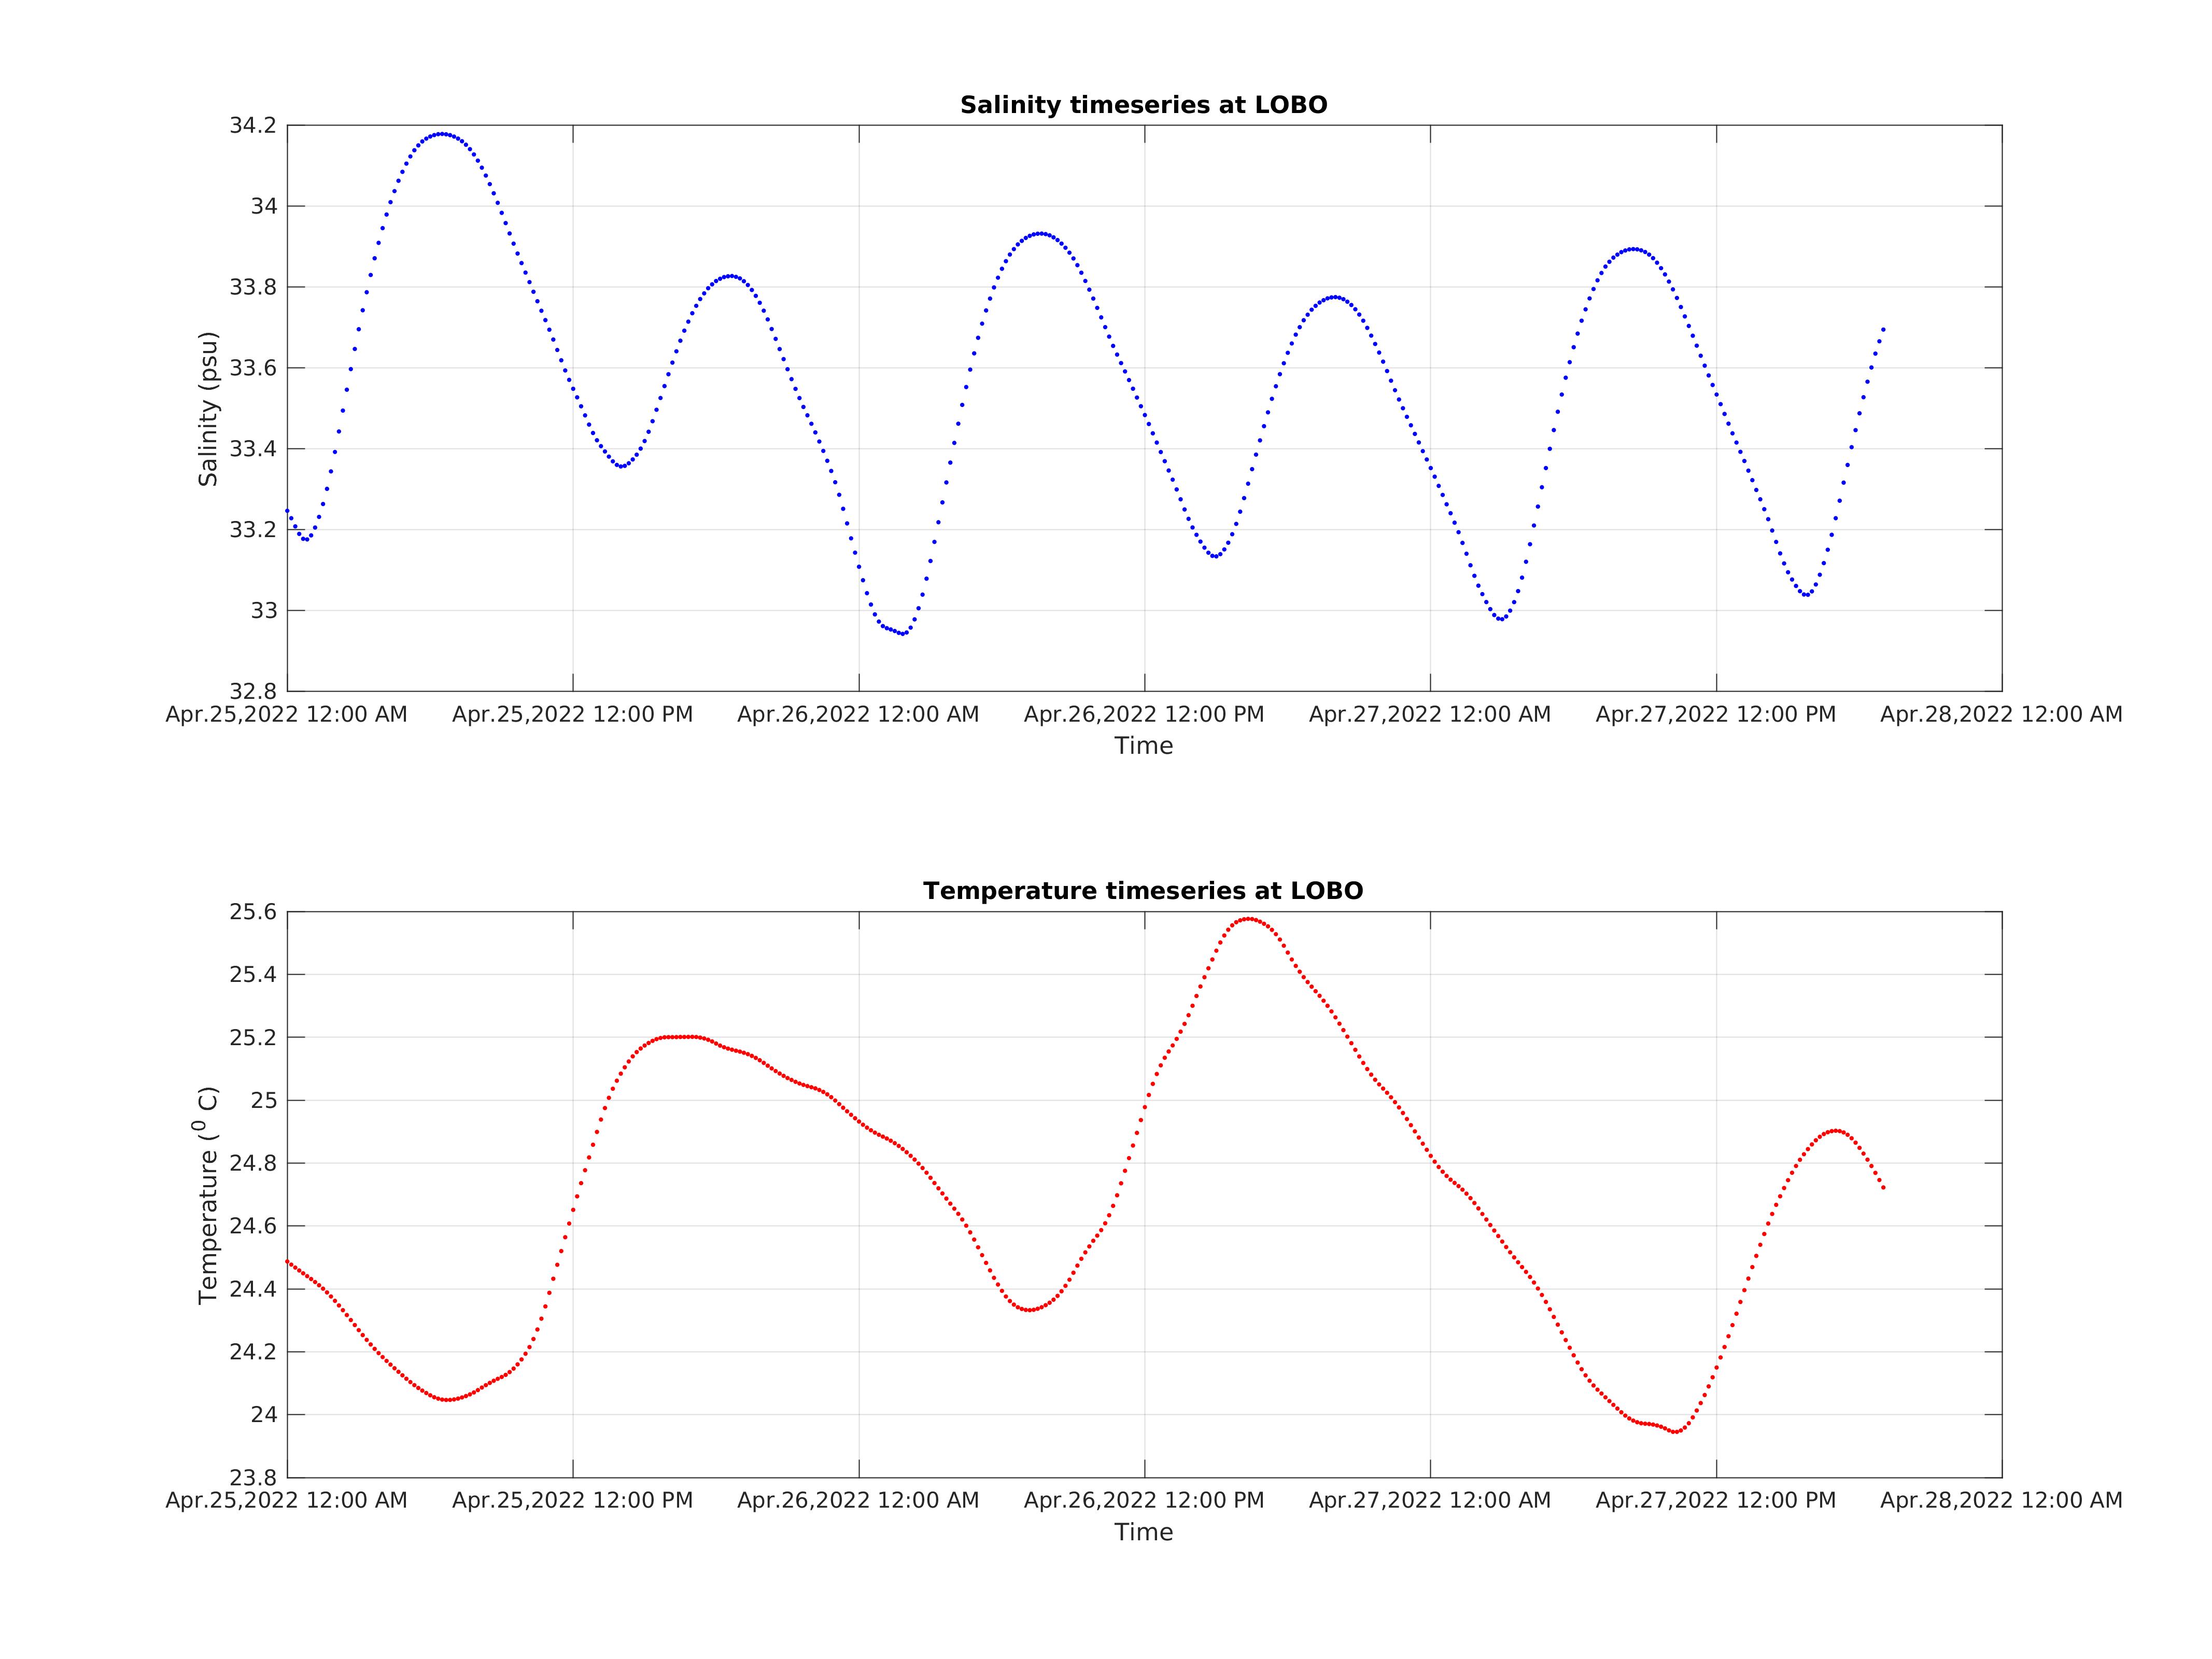 Salinity timeseries at LOBO
34.2
34
33.8
33.6
33.4
33.2
33
32.8
Salinity (psu)
Apr.25,2022 12:00 AM Apr.25,2022 12:00 PM Apr.26,2022 12:00 AM Apr.26,2022 12:00 PM Apr.27,2022 12:00 AM Apr.27,2022 12:00 PM Apr.28,2022 12:00 AM
Time
Temperature timeseries at LOBO
25.6
25.4
25.2
25
24.8
24.6
24.4
24.2
24
23.8
Temperature (⁰ C)
Apr.25,2022 12:00 AM Apr.25,2022 12:00 PM Apr.26,2022 12:00 AM Apr.26,2022 12:00 PM Apr.27,2022 12:00 AM Apr.27,2022 12:00 PM Apr.28,2022 12:00 AM
Time